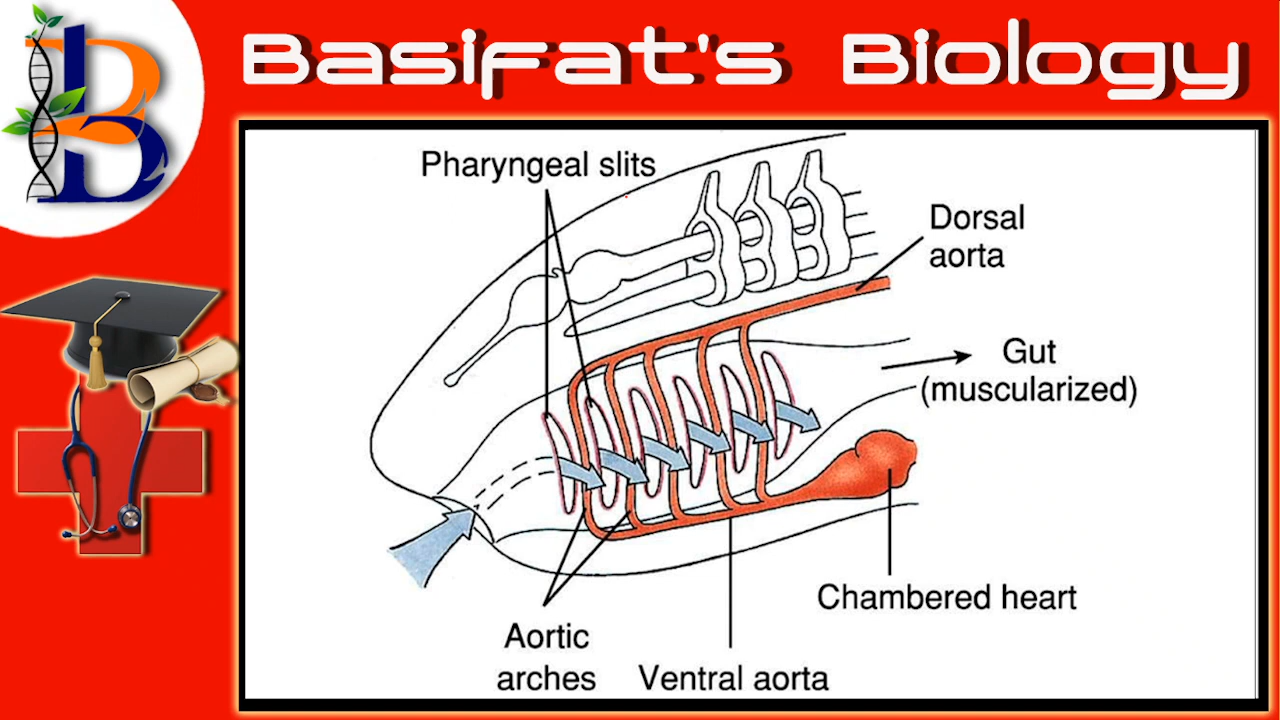 Basifat's Biology
Pharyngeal slits
Dorsal
aorta
Gut
(muscularized)
Chambered heart
Aortic
arches
Ventral aorta